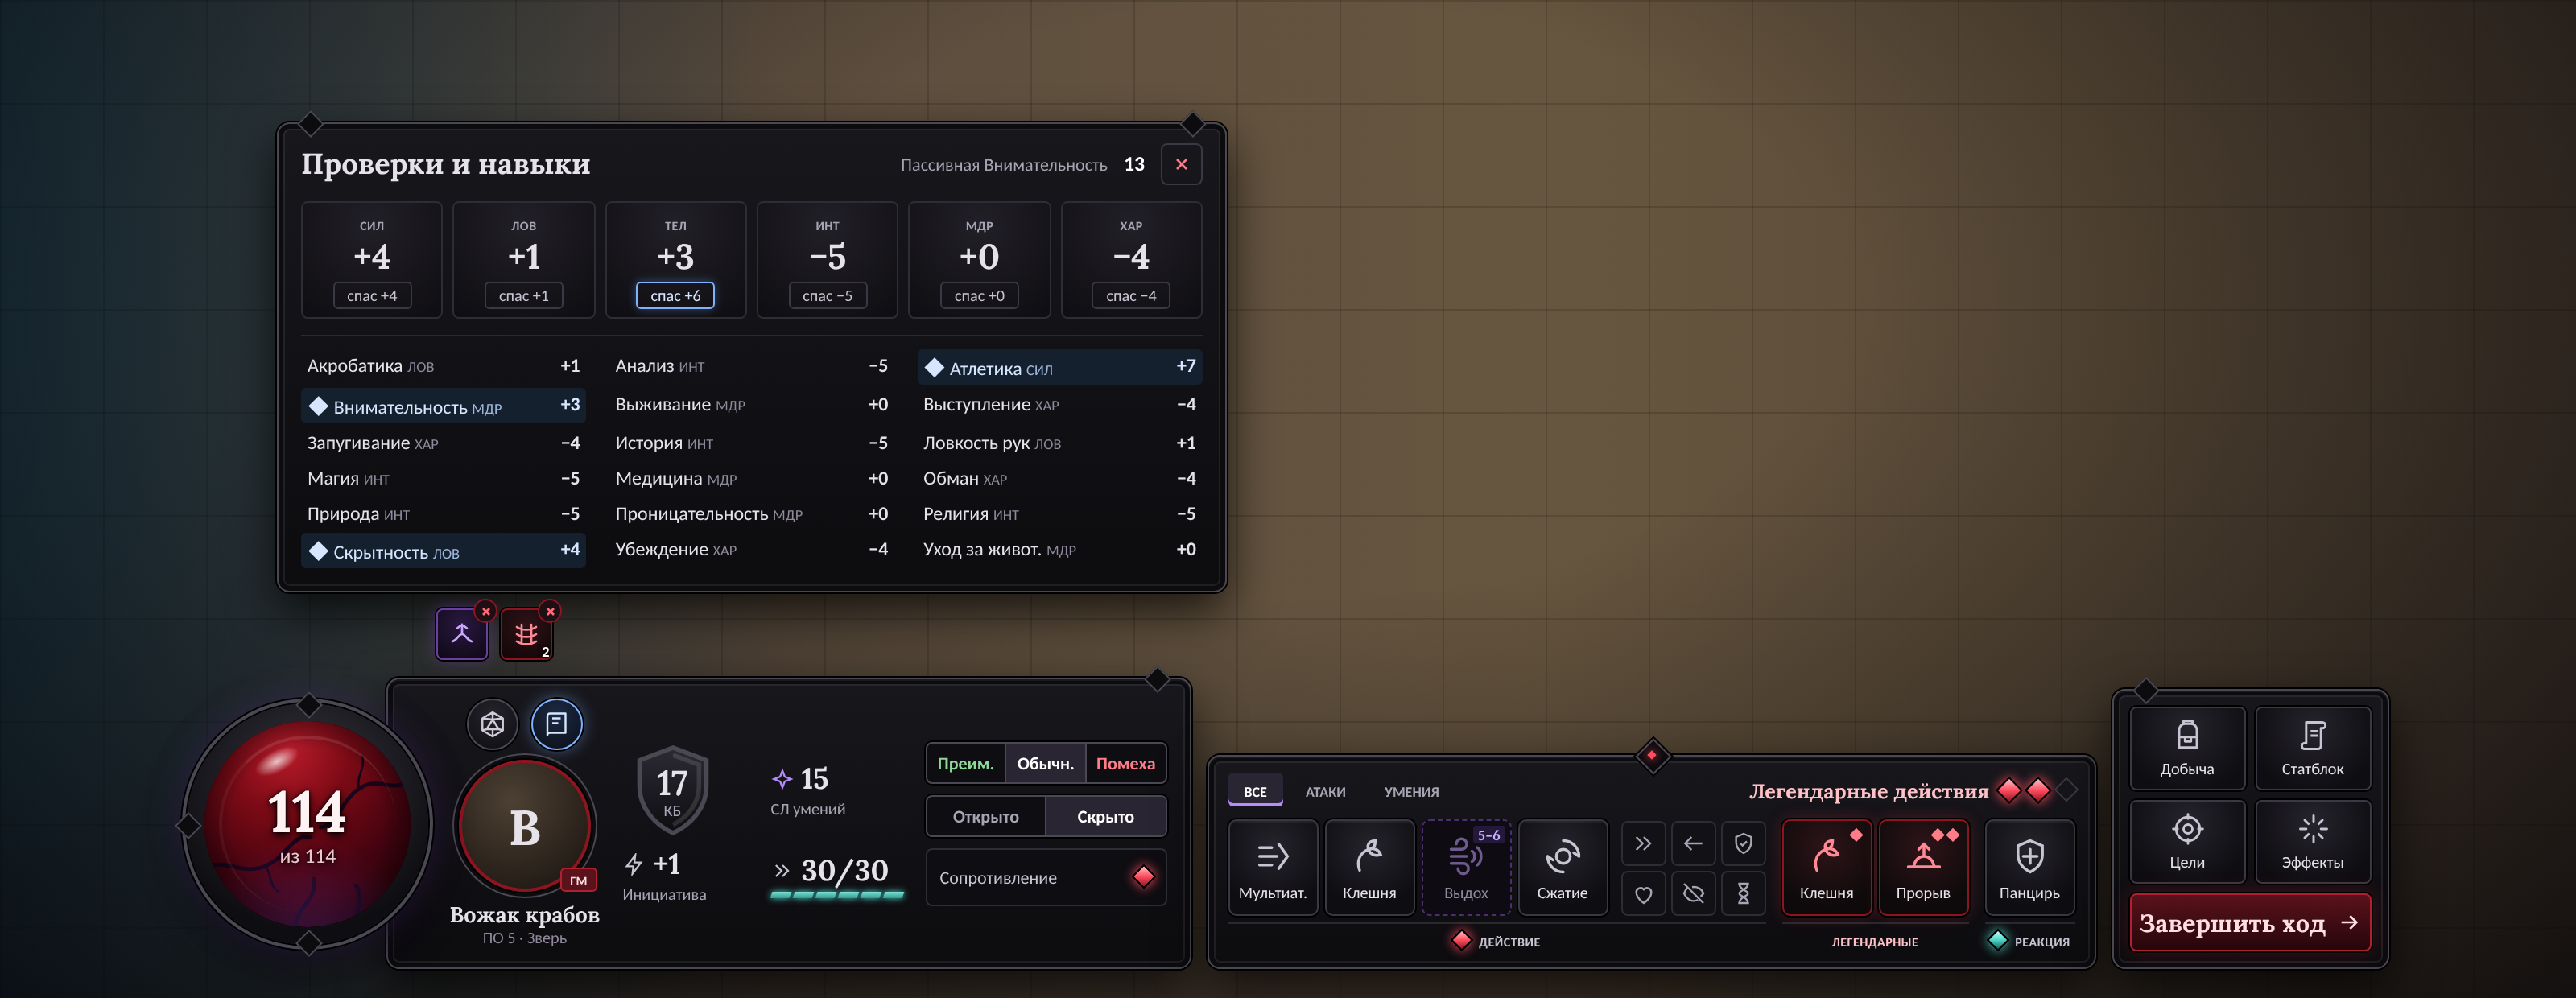 Проверки и навыки
Пассивная Внимательность 13
СИЛ ЛОВ ТЕЛ ИНТ МДР ХАР
+4 +1 +3 −5 +0 −4
спас +4 спас +1 спас +6 спас −5 спас +0 спас −4
Акробатика ЛОВ +1 Анализ ИНТ −5 Атлетика СИЛ +7
Внимательность МДР +3 Выживание МДР +0 Выступление ХАР −4
Запугивание ХАР −4 История ИНТ −5 Ловкость рук ЛОВ +1
Магия ИНТ −5 Медицина МДР +0 Обман ХАР −4
Природа ИНТ −5 Проницательность МДР +0 Религия ИНТ −5
Скрытность ЛОВ +4 Убеждение ХАР −4 Уход за живот. МДР +0
2
114
из 114
В
ГМ
Вожак крабов
ПО 5 · Зверь
17
КБ
+1
Инициатива
15
СЛ умений
30/30
Преим. Обычн. Помеха
Открыто Скрыто
Сопротивление
ВСЕ АТАКИ УМЕНИЯ
Легендарные действия
5–6
Мультиат. Клешня Выдох Сжатие Клешня Прорыв Панцирь
ДЕЙСТВИЕ ЛЕГЕНДАРНЫЕ РЕАКЦИЯ
Добыча Статблок
Цели Эффекты
Завершить ход →